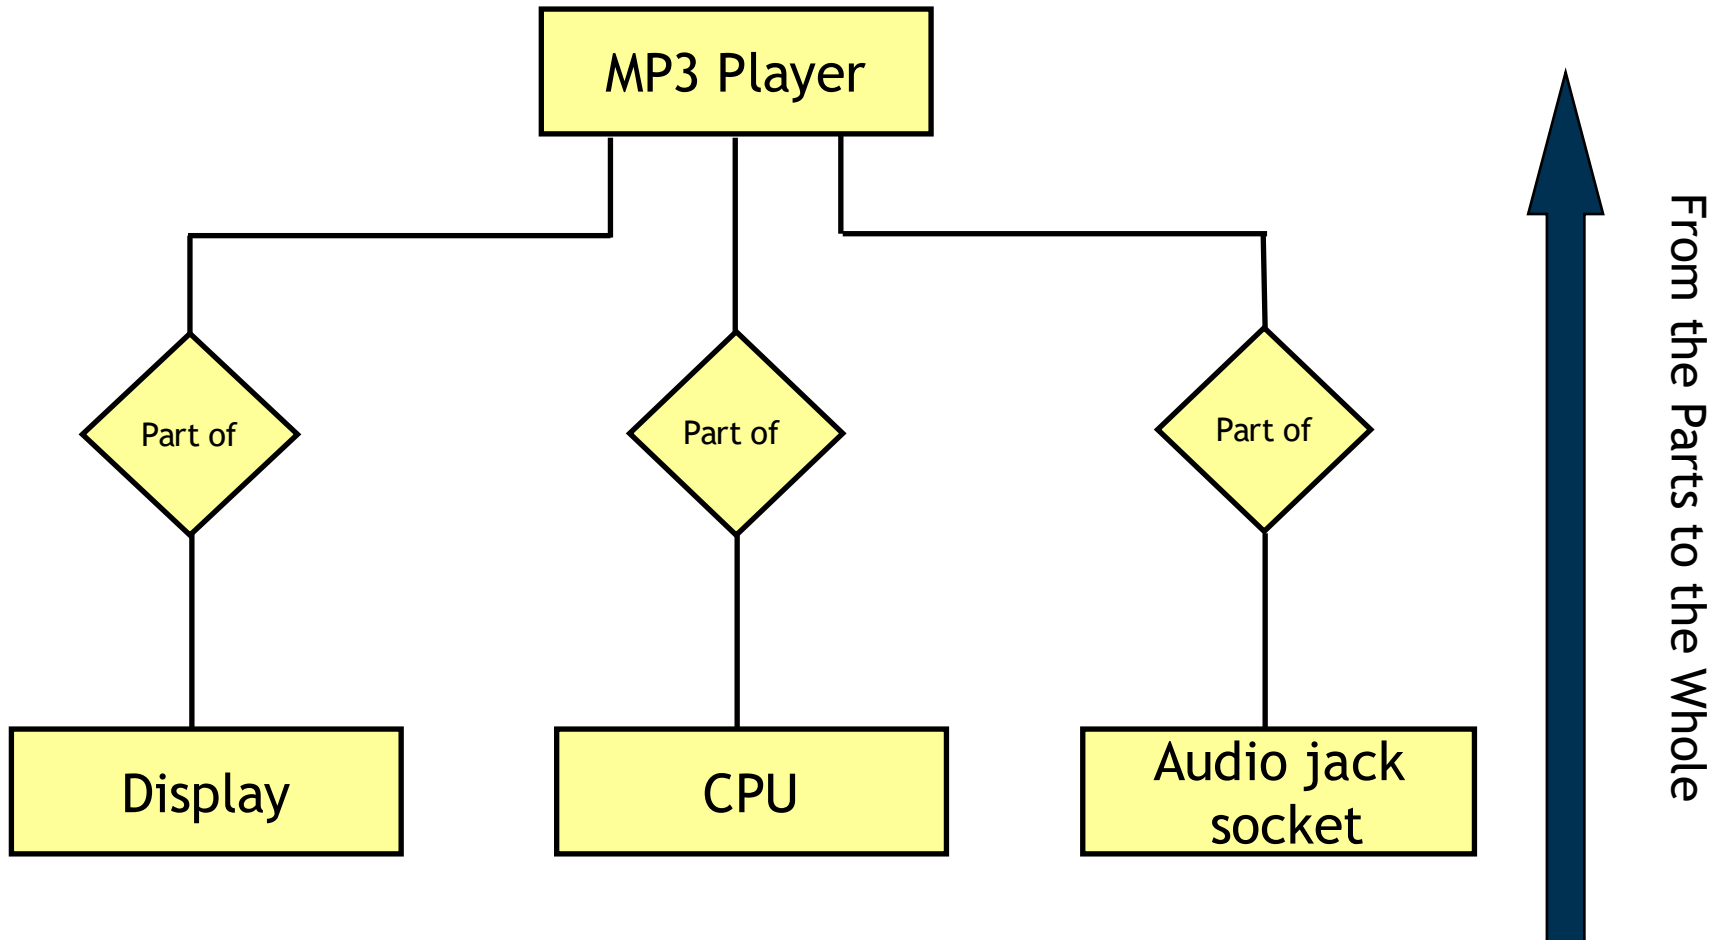 MP3 Player
Part of
Part of
Part of
Display
CPU
Audio jack
socket
From the Parts to the Whole